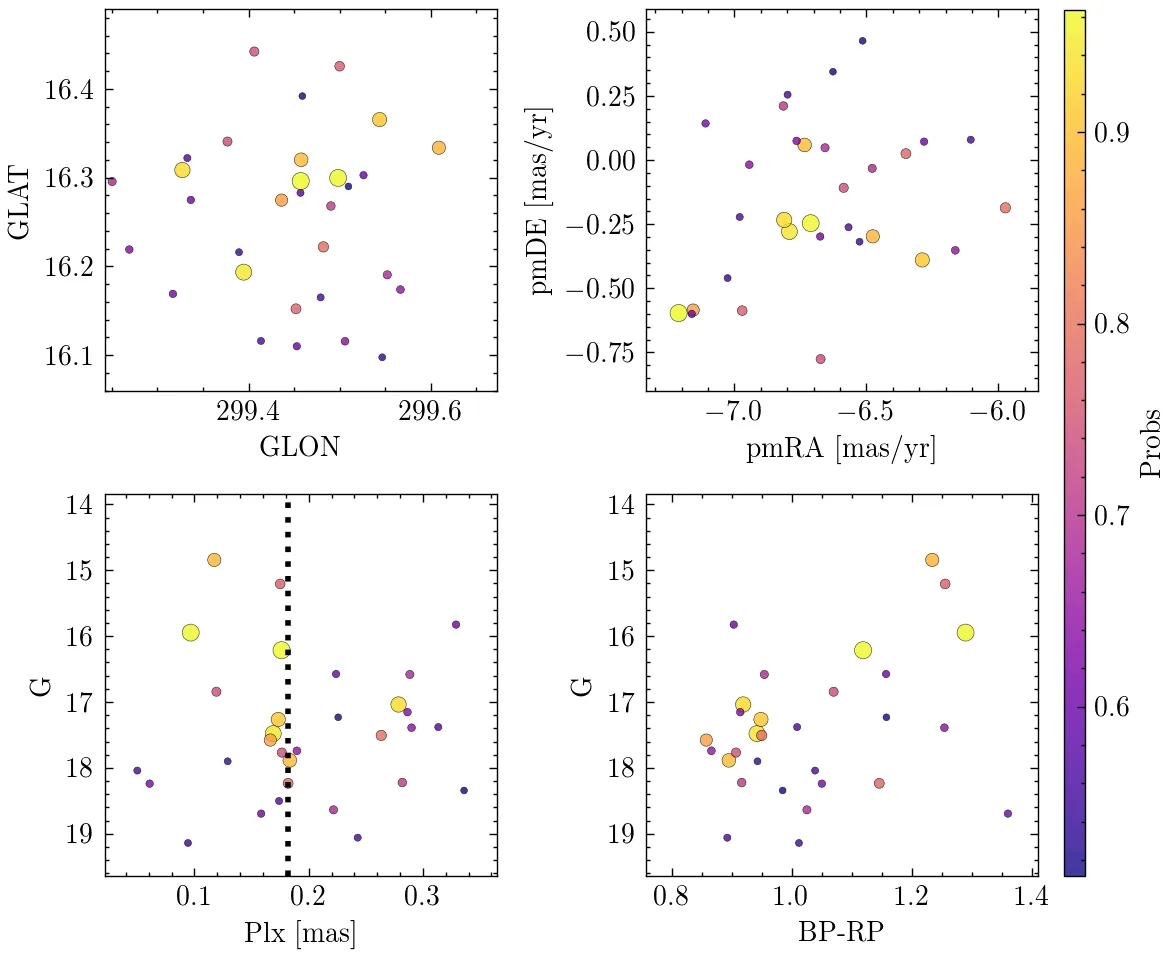 16.4
16.3
16.2
16.1
GLAT
299.4 299.6
GLON
0.50
0.25
0.00
−0.25
−0.50
−0.75
pmDE [mas/yr]
−7.0 −6.5 −6.0
pmRA [mas/yr]
14
15
16
17
18
19
G
0.1 0.2 0.3
Plx [mas]
14
15
16
17
18
19
G
0.8 1.0 1.2 1.4
BP-RP
0.9
0.8
0.7
0.6
Probs